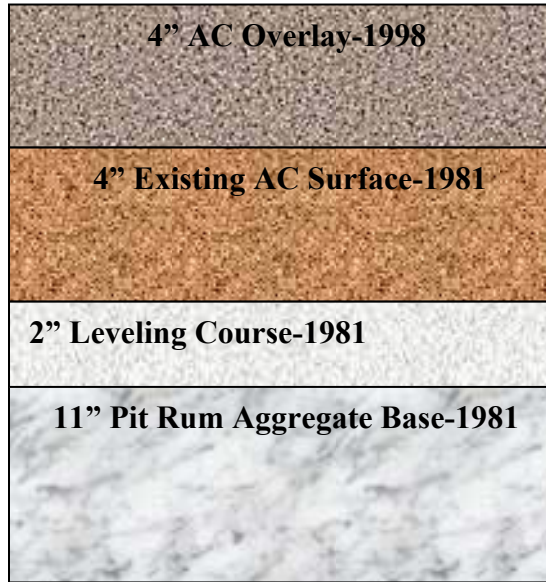 4” AC Overlay-1998
4” Existing AC Surface-1981
2” Leveling Course-1981
11” Pit Rum Aggregate Base-1981